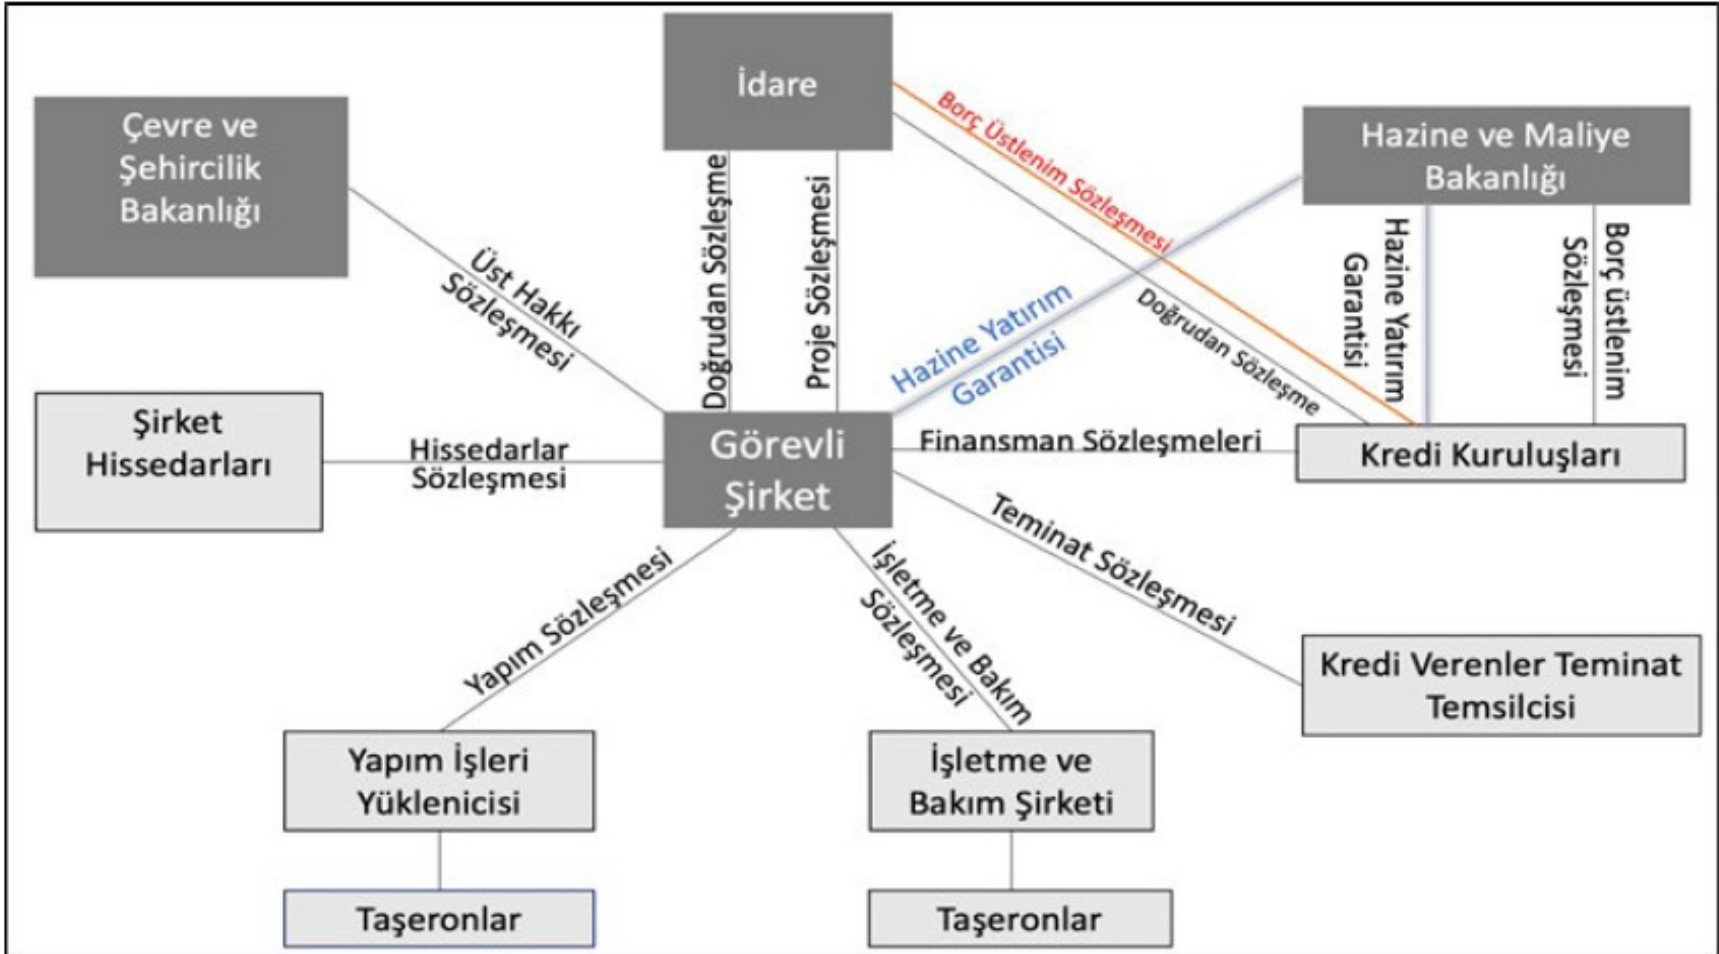 İdare
Çevre ve
Şehircilik
Bakanlığı
Hazine ve Maliye
Bakanlığı
Borç Üstlenim Sözleşmesi
Doğrudan Sözleşme
Proje Sözleşmesi
Üst Hakkı
Sözleşmesi
Hazine Yatırım
Garantisi
Doğrudan Sözleşme
Hazine Yatırım
Garantisi
Borç üstlenim
Sözleşmesi
Şirket
Hissedarları
Hissedarlar
Sözleşmesi
Görevli
Şirket
Finansman Sözleşmeleri
Kredi Kuruluşları
Teminat Sözleşmesi
Yapım Sözleşmesi
İşletme ve Bakım
Sözleşmesi
Kredi Verenler Teminat
Temsilcisi
Yapım İşleri
Yüklenicisi
İşletme ve
Bakım Şirketi
Taşeronlar
Taşeronlar